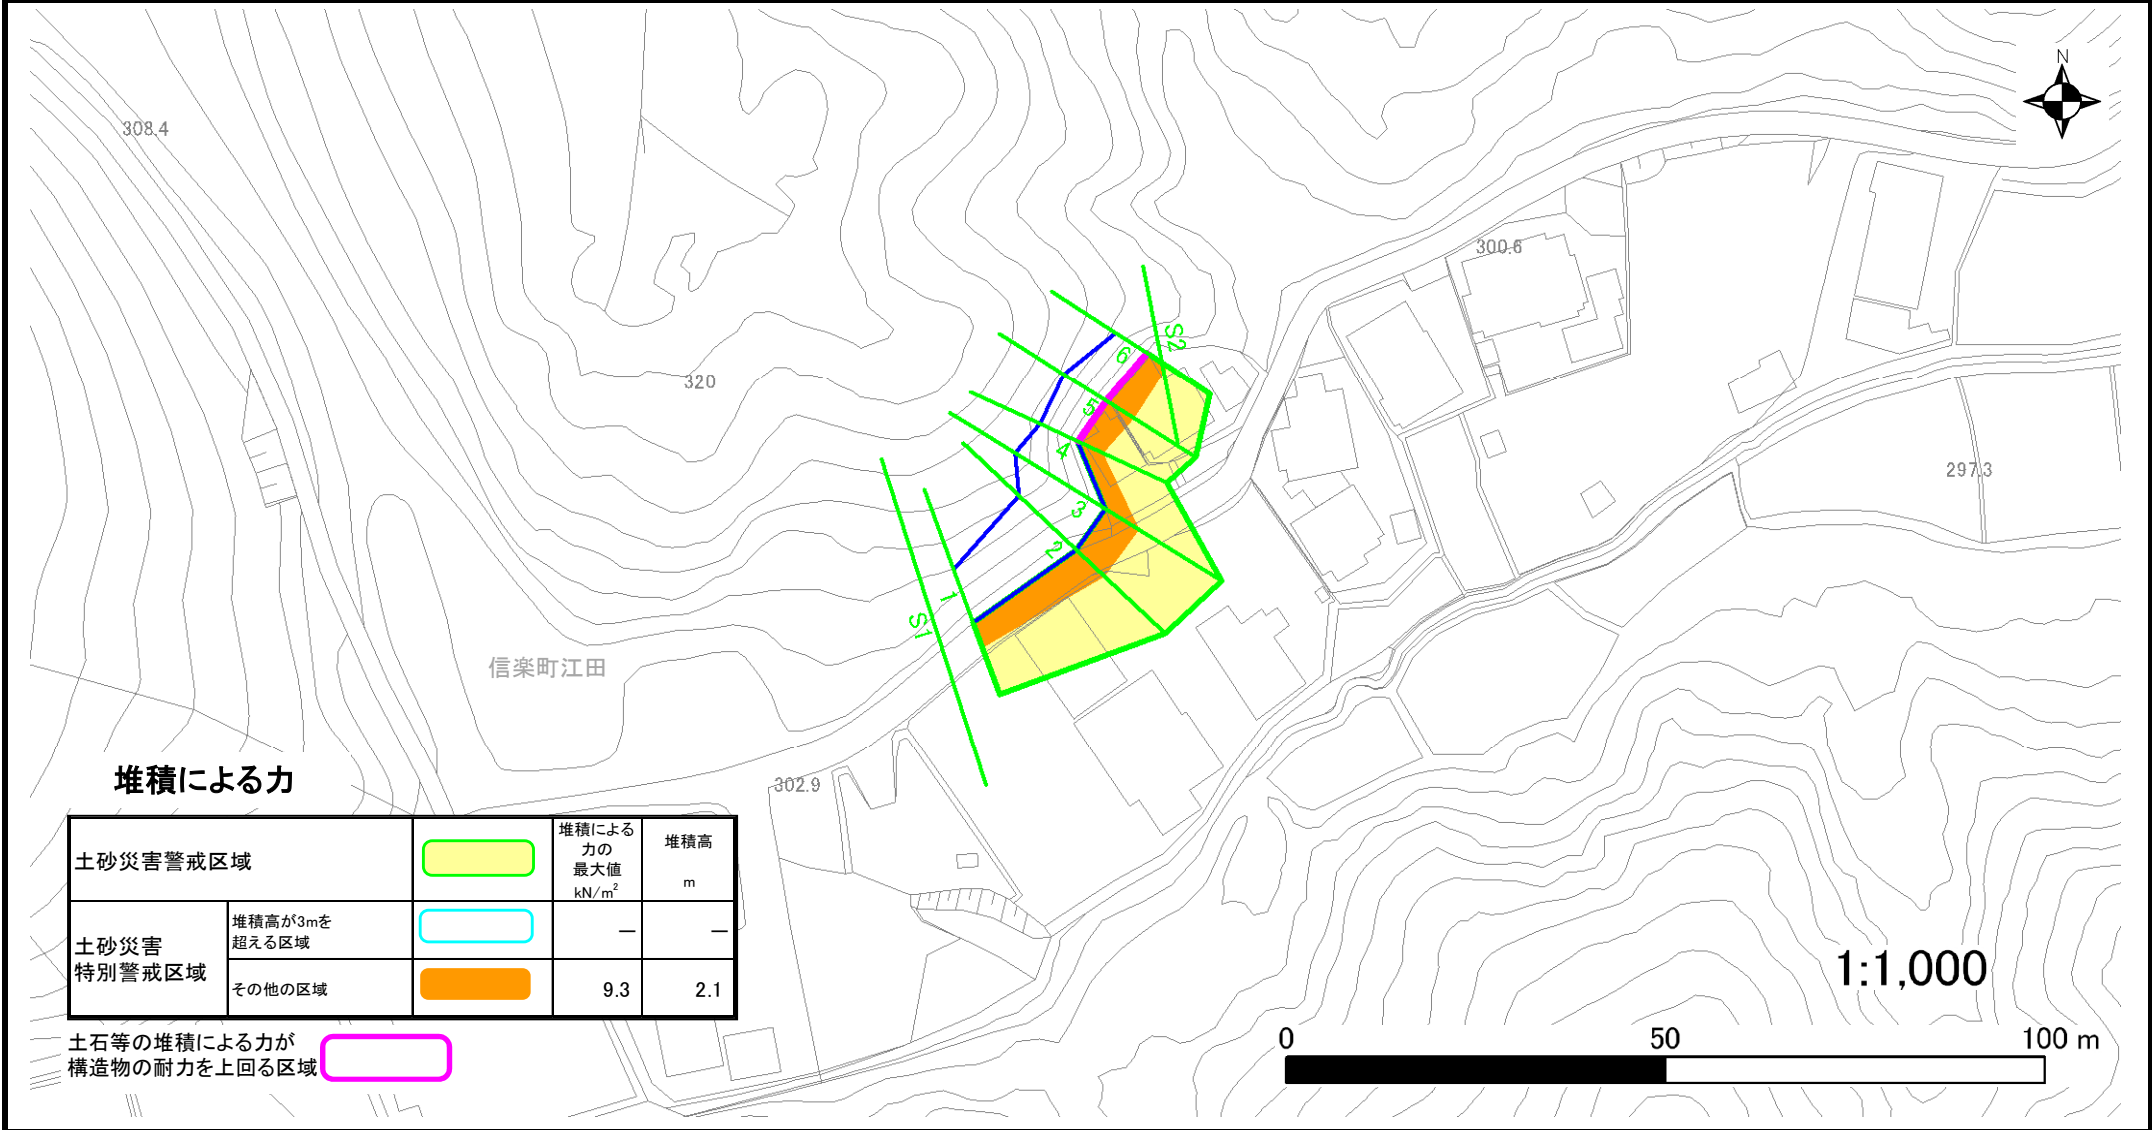 N
308.4
300.6
S2
6
320
5
4
297.3
3
2
1
S1
信楽町江田
302.9
堆積による力
土砂災害警戒区域
堆積による
力の
最大値
kN/m²
堆積高
m
土砂災害
特別警戒区域
堆積高が3mを
超える区域
—
—
その他の区域
9.3
2.1
土石等の堆積による力が
構造物の耐力を上回る区域
1:1,000
0
50
100 m